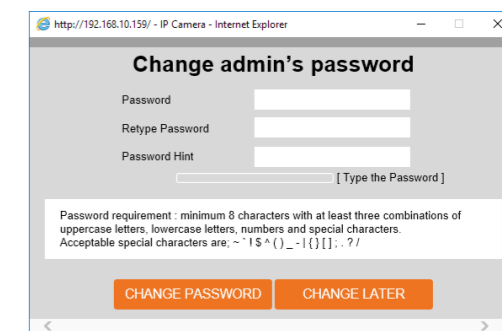 http://192.168.10.159/ - IP Camera - Internet Explorer
Change admin's password
Password
Retype Password
Password Hint
[ Type the Password ]
Password requirement : minimum 8 characters with at least three combinations of
uppercase letters, lowercase letters, numbers and special characters.
Acceptable special characters are; ~ ` ! $ ^ ( ) _ - | { } [ ] ; . ? /
CHANGE PASSWORD
CHANGE LATER